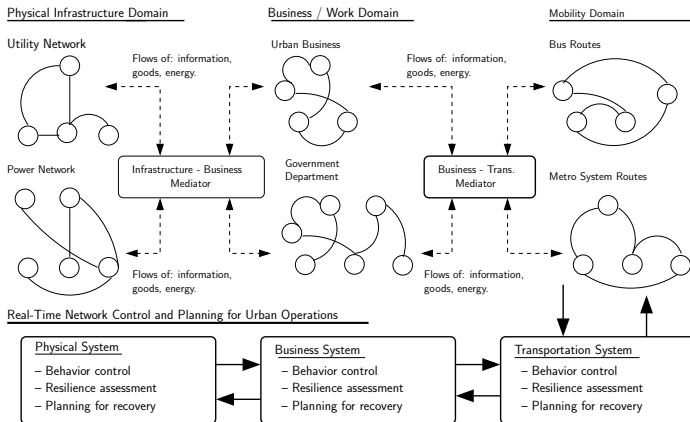 Physical Infrastructure Domain
Business / Work Domain
Mobility Domain
Utility Network
Flows of: information,
goods, energy.
Urban Business
Flows of: information,
goods, energy.
Bus Routes
Power Network
Infrastructure - Business
Mediator
Government
Department
Business - Trans.
Mediator
Metro System Routes
Flows of: information,
goods, energy.
Flows of: information,
goods, energy.
Real-Time Network Control and Planning for Urban Operations
Physical System
– Behavior control
– Resilience assessment
– Planning for recovery
Business System
– Behavior control
– Resilience assessment
– Planning for recovery
Transportation System
– Behavior control
– Resilience assessment
– Planning for recovery